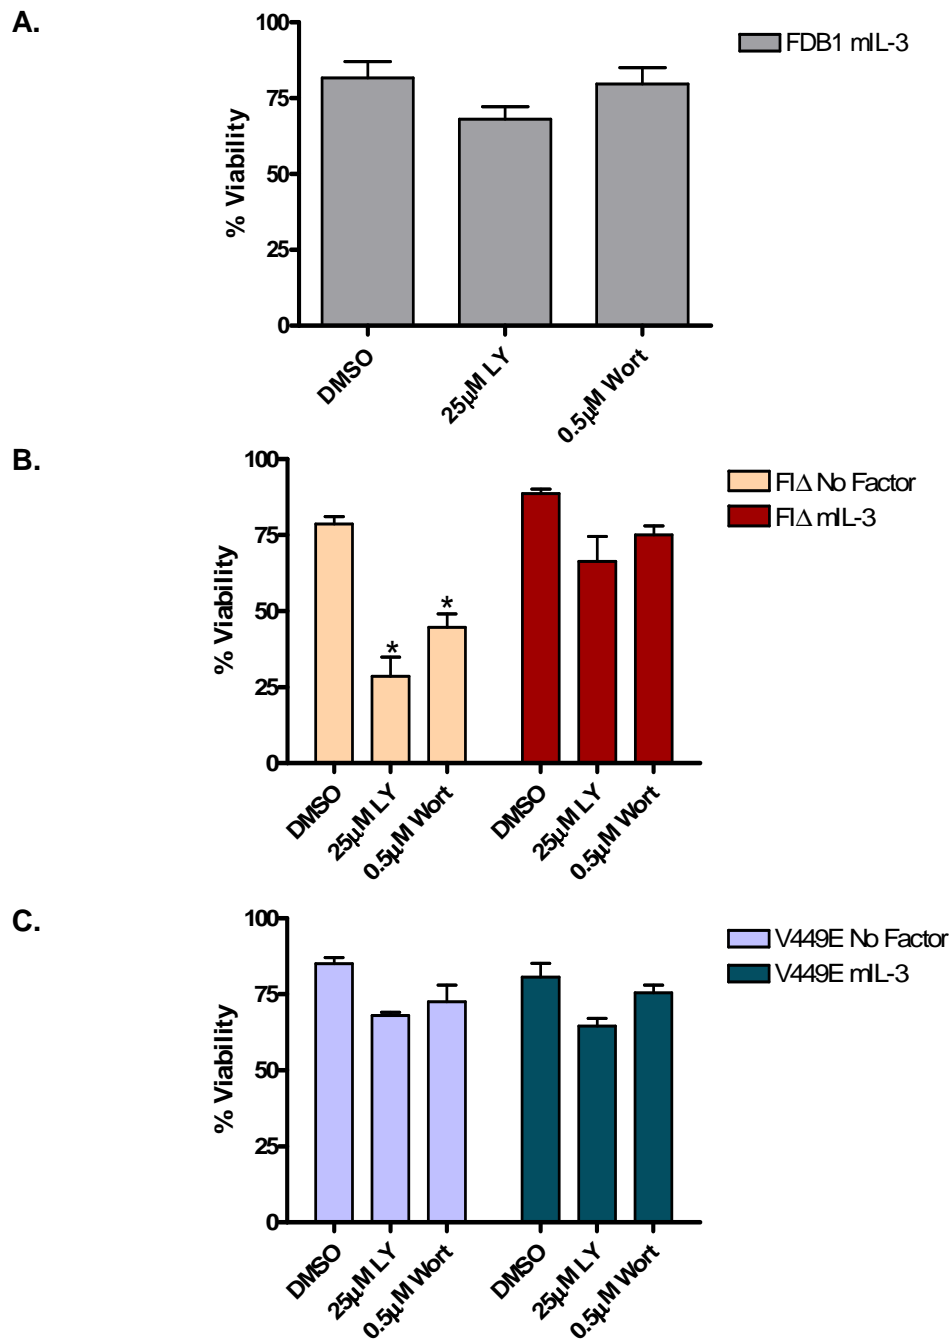 A.
FDB1 mIL-3
% Viability
100
75
50
25
0
DMSO
25µM LY
0.5µM Wort
B.
FI∆ No Factor
FI∆ mIL-3
% Viability
100
75
50
25
0
*
*
DMSO
25µM LY
0.5µM Wort
DMSO
25µM LY
0.5µM Wort
C.
V449E No Factor
V449E mIL-3
% Viability
100
75
50
25
0
DMSO
25µM LY
0.5µM Wort
DMSO
25µM LY
0.5µM Wort